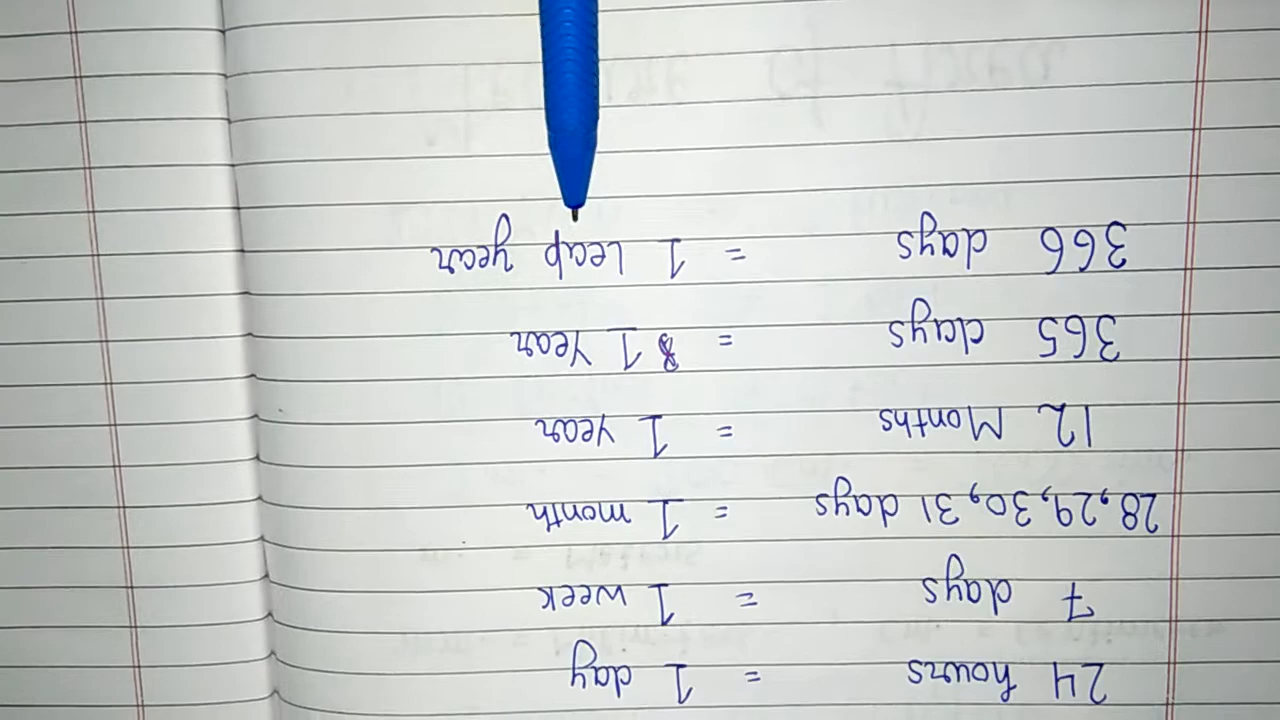 24 hours = 1 day
7 days = 1 week
28, 29, 30, 31 days = 1 month
12 Months = 1 Year
365 days = 1 Year
366 days = 1 Leap year